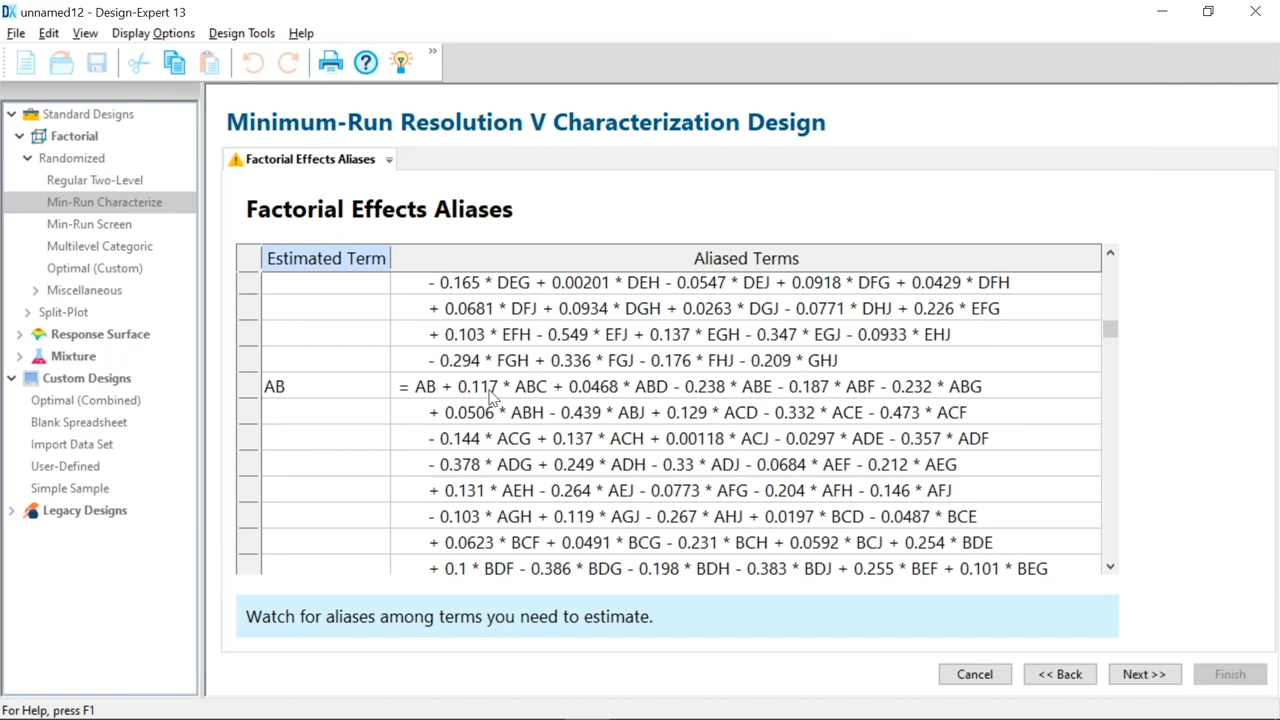 DX unnamed12 - Design-Expert 13
File Edit View Display Options Design Tools Help
»
Standard Designs
Factorial
Randomized
Regular Two-Level
Min-Run Characterize
Min-Run Screen
Multilevel Categoric
Optimal (Custom)
Miscellaneous
Split-Plot
Response Surface
Mixture
Custom Designs
Optimal (Combined)
Blank Spreadsheet
Import Data Set
User-Defined
Simple Sample
Legacy Designs
Minimum-Run Resolution V Characterization Design
Factorial Effects Aliases
Factorial Effects Aliases
Estimated Term Aliased Terms
- 0.165 * DEG + 0.00201 * DEH - 0.0547 * DEJ + 0.0918 * DFG + 0.0429 * DFH
+ 0.0681 * DFJ + 0.0934 * DGH + 0.0263 * DGJ - 0.0771 * DHJ + 0.226 * EFG
+ 0.103 * EFH - 0.549 * EFJ + 0.137 * EGH - 0.347 * EGJ - 0.0933 * EHJ
- 0.294 * FGH + 0.336 * FGJ - 0.176 * FHJ - 0.209 * GHJ
AB = AB + 0.117 * ABC + 0.0468 * ABD - 0.238 * ABE - 0.187 * ABF - 0.232 * ABG
+ 0.0506 * ABH - 0.439 * ABJ + 0.129 * ACD - 0.332 * ACE - 0.473 * ACF
- 0.144 * ACG + 0.137 * ACH + 0.00118 * ACJ - 0.0297 * ADE - 0.357 * ADF
- 0.378 * ADG + 0.249 * ADH - 0.33 * ADJ - 0.0684 * AEF - 0.212 * AEG
+ 0.131 * AEH - 0.264 * AEJ - 0.0773 * AFG - 0.204 * AFH - 0.146 * AFJ
- 0.103 * AGH + 0.119 * AGJ - 0.267 * AHJ + 0.0197 * BCD - 0.0487 * BCE
+ 0.0623 * BCF + 0.0491 * BCG - 0.231 * BCH + 0.0592 * BCJ + 0.254 * BDE
+ 0.1 * BDF - 0.386 * BDG - 0.198 * BDH - 0.383 * BDJ + 0.255 * BEF + 0.101 * BEG
Watch for aliases among terms you need to estimate.
Cancel << Back Next >> Finish
For Help, press F1